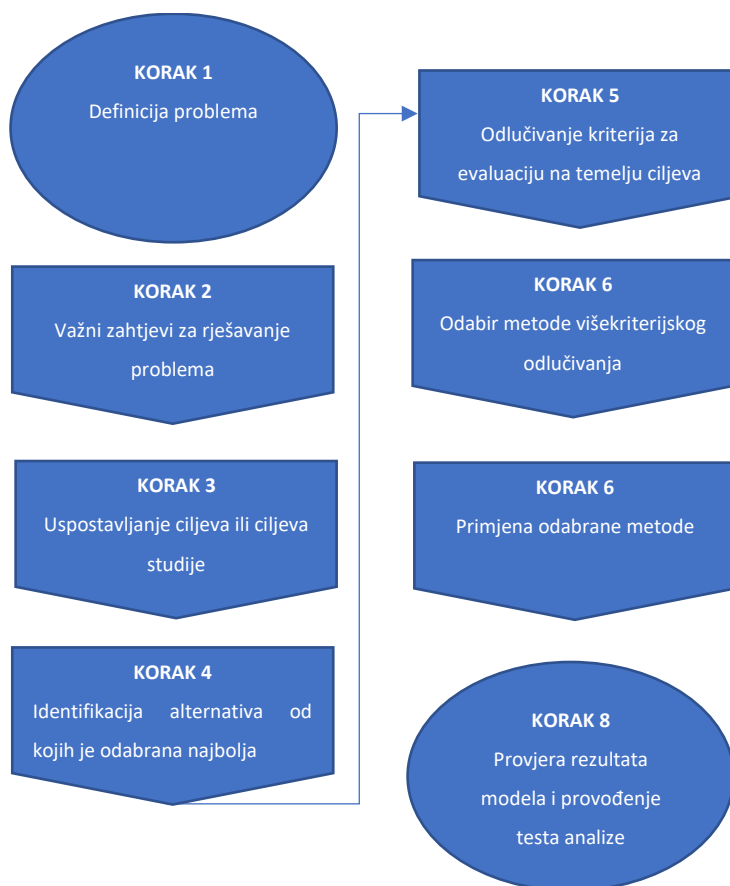 KORAK 1
Definicija problema
KORAK 2
Važni zahtjevi za rješavanje
problema
KORAK 3
Uspostavljanje ciljeva ili ciljeva
studije
KORAK 4
Identifikacija alternativa od
kojih je odabrana najbolja
KORAK 5
Odlučivanje kriterija za
evaluaciju na temelju ciljeva
KORAK 6
Odabir metode višekriterijskog
odlučivanja
KORAK 6
Primjena odabrane metode
KORAK 8
Provjera rezultata
modela i provođenje
testa analize